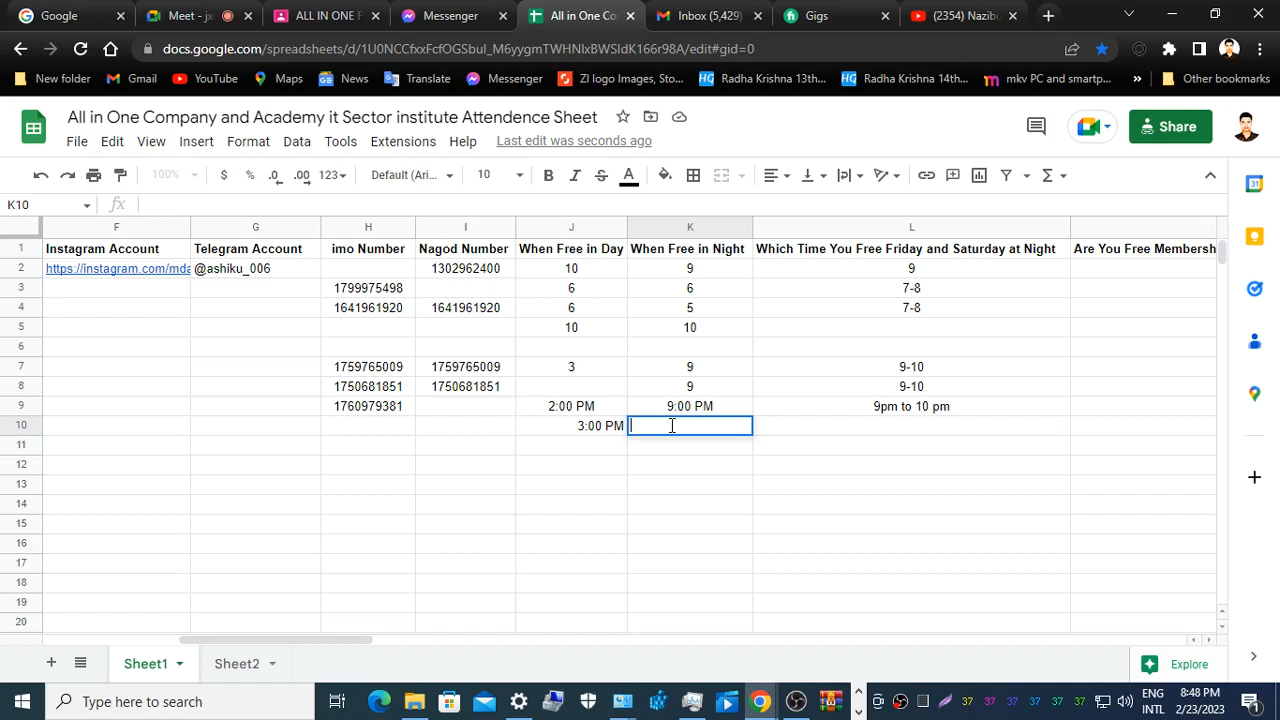 Google
Meet - jx
ALL IN ONE F
Messenger
All in One Co
Inbox (5,429)
Gigs
(2354) Nazibu
docs.google.com/spreadsheets/d/1U0NCCfxxFcfOGSbul_M6yygmTWHNlxBWSIdK166r98A/edit#gid=0
New folder
Gmail
YouTube
Maps
News
Translate
Messenger
ZI logo Images, Sto...
Radha Krishna 13th...
Radha Krishna 14th...
mkv PC and smartp...
Other bookmarks
All in One Company and Academy it Sector institute Attendence Sheet
Share
File Edit View Insert Format Data Tools Extensions Help Last edit was seconds ago
100% $ % .0 .00 123 Default (Ari... 10 B I S A
K10 fx
F G H I J K L
1 Instagram Account Telegram Account imo Number Nagod Number When Free in Day When Free in Night Which Time You Free Friday and Saturday at Night Are You Free Membersh
2 https://instagram.com/mda @ashiku_006 1302962400 10 9 9
3 1799975498 6 6 7-8
4 1641961920 1641961920 6 5 7-8
5 10 10
6
7 1759765009 1759765009 3 9 9-10
8 1750681851 1750681851 9 9-10
9 1760979381 2:00 PM 9:00 PM 9pm to 10 pm
10 3:00 PM
11
12
13
14
15
16
17
18
19
20
Sheet1 Sheet2 Explore
Type here to search
37 37 37 37 37
ENG
INTL
8:48 PM
2/23/2023
1